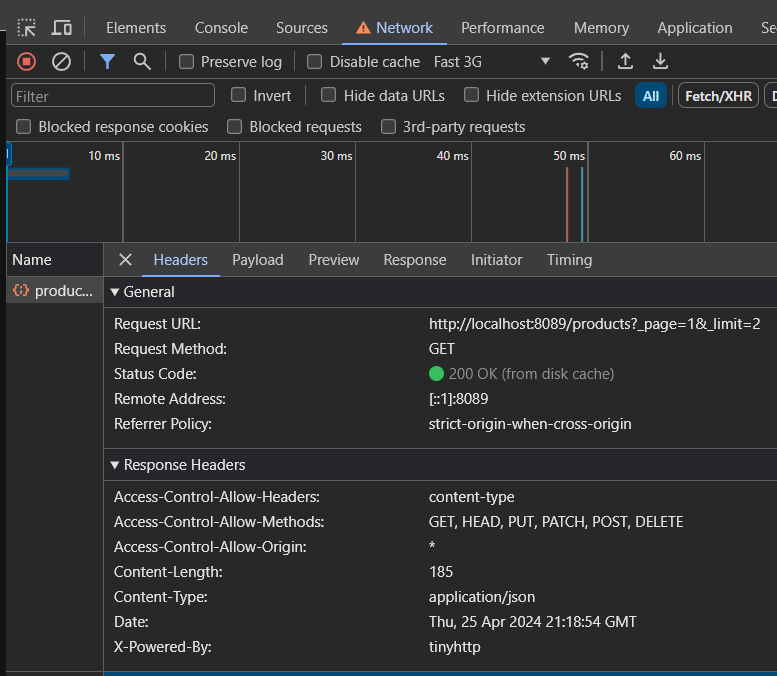 Elements Console Sources Network Performance Memory Application Se
Preserve log Disable cache Fast 3G
Filter Invert Hide data URLs Hide extension URLs All Fetch/XHR D
Blocked response cookies Blocked requests 3rd-party requests
10 ms 20 ms 30 ms 40 ms 50 ms 60 ms
Name Headers Payload Preview Response Initiator Timing
produc... General
Request URL: http://localhost:8089/products?_page=1&_limit=2
Request Method: GET
Status Code: 200 OK (from disk cache)
Remote Address: [::1]:8089
Referrer Policy: strict-origin-when-cross-origin
Response Headers
Access-Control-Allow-Headers: content-type
Access-Control-Allow-Methods: GET, HEAD, PUT, PATCH, POST, DELETE
Access-Control-Allow-Origin: *
Content-Length: 185
Content-Type: application/json
Date: Thu, 25 Apr 2024 21:18:54 GMT
X-Powered-By: tinyhttp